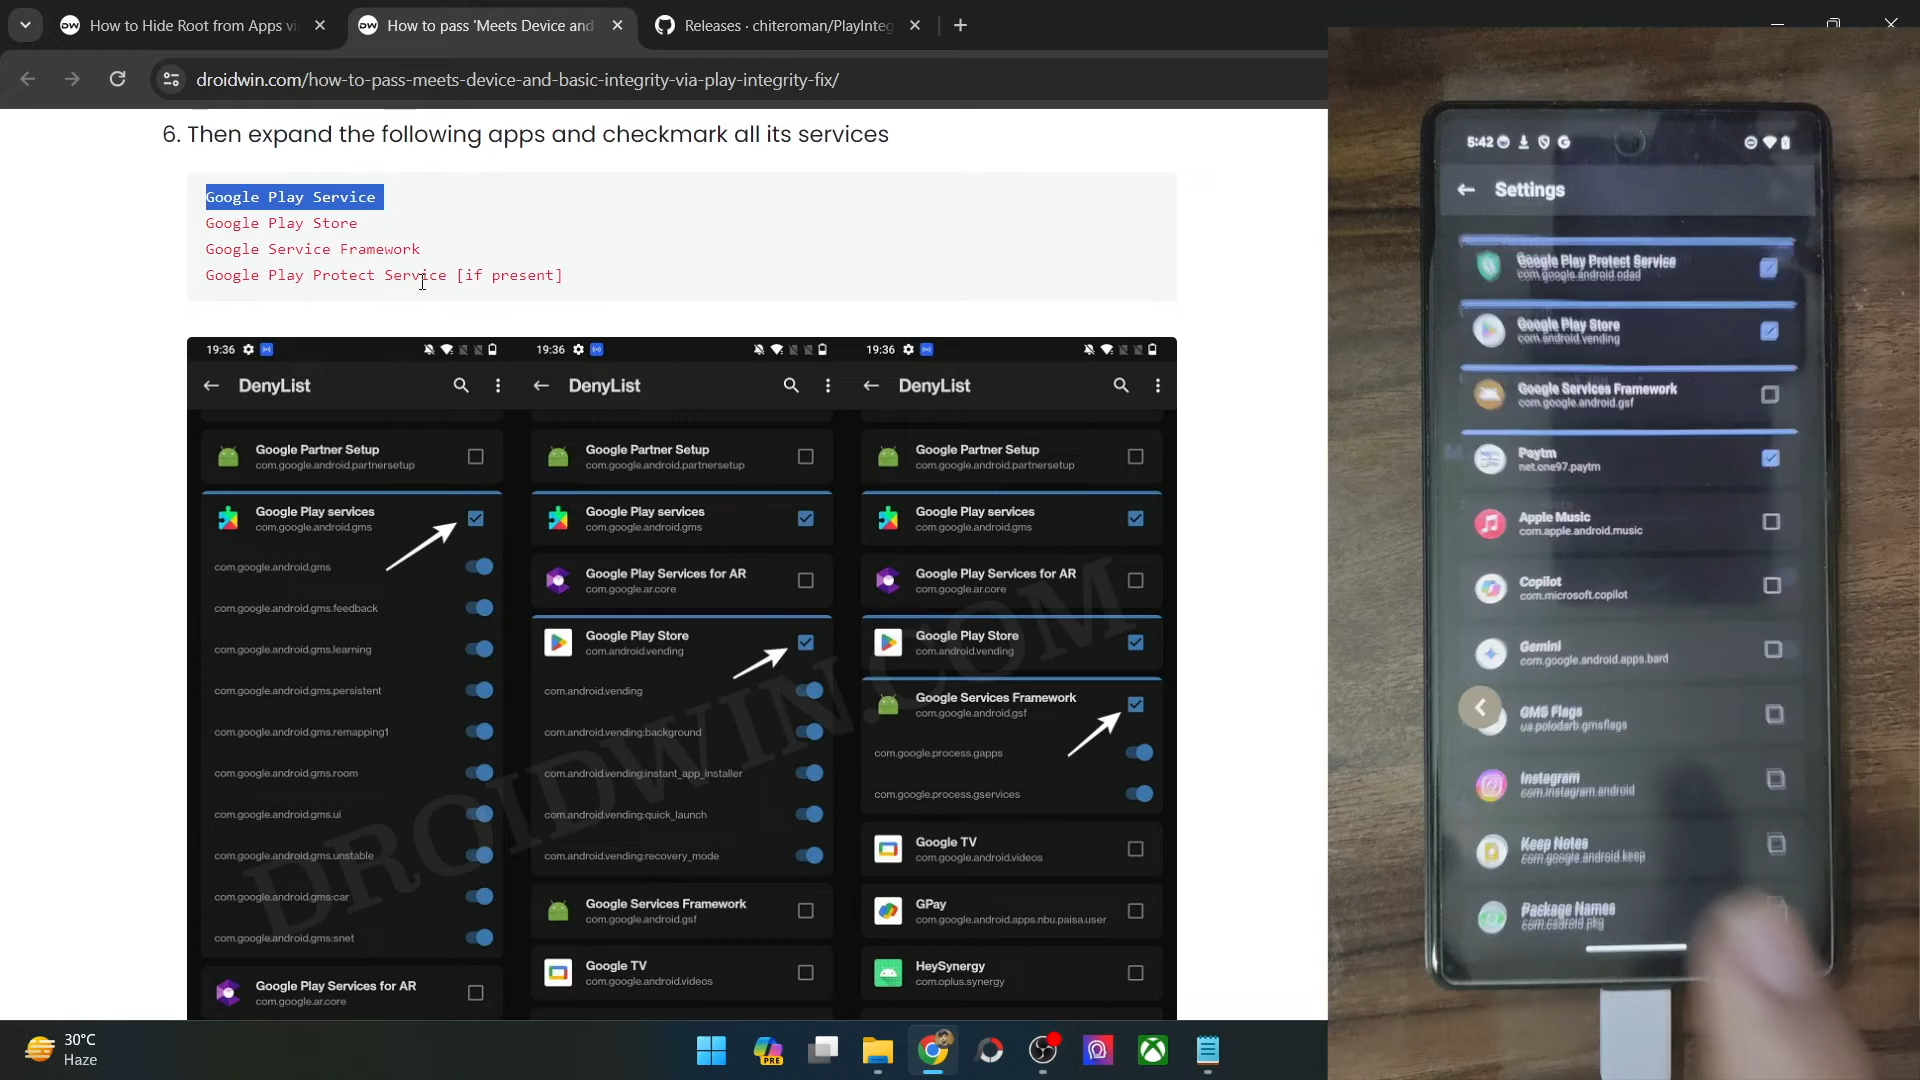 How to Hide Root from Apps vi
How to pass 'Meets Device and
Releases · chiteroman/PlayInteg
droidwin.com/how-to-pass-meets-device-and-basic-integrity-via-play-integrity-fix/
6. Then expand the following apps and checkmark all its services
Google Play Service
Google Play Store
Google Service Framework
Google Play Protect Service [if present]
19:36
DenyList
Google Partner Setup
com.google.android.partnersetup
Google Play services
com.google.android.gms
com.google.android.gms
com.google.android.gms.feedback
com.google.android.gms.learning
com.google.android.gms.persistent
com.google.android.gms.remapping1
com.google.android.gms.room
com.google.android.gms.ui
com.google.android.gms.unstable
com.google.android.gms:car
com.google.android.gms:snet
Google Play Services for AR
com.google.ar.core
19:36
DenyList
Google Partner Setup
com.google.android.partnersetup
Google Play services
com.google.android.gms
Google Play Services for AR
com.google.ar.core
Google Play Store
com.android.vending
com.android.vending
com.android.vending:background
com.android.vending:instant_app_installer
com.android.vending:quick_launch
com.android.vending:recovery_mode
Google Services Framework
com.google.android.gsf
Google TV
com.google.android.videos
19:36
DenyList
Google Partner Setup
com.google.android.partnersetup
Google Play services
com.google.android.gms
Google Play Services for AR
com.google.ar.core
Google Play Store
com.android.vending
Google Services Framework
com.google.android.gsf
com.google.process.gapps
com.google.process.gservices
Google TV
com.google.android.videos
GPay
com.google.android.apps.nbu.paisa.user
HeySynergy
com.oplus.synergy
DROIDWIN.COM
5:42
Settings
Google Play Protect Service
com.google.android.odad
Google Play Store
com.android.vending
Google Services Framework
com.google.android.gsf
Paytm
net.one97.paytm
Apple Music
com.apple.android.music
Copilot
com.microsoft.copilot
Gemini
com.google.android.apps.bard
GMS Flags
ua.polodarb.gmsflags
Instagram
com.instagram.android
Keep Notes
com.google.android.keep
Package Names
com.csdroid.pkg
30°C
Haze
PRE